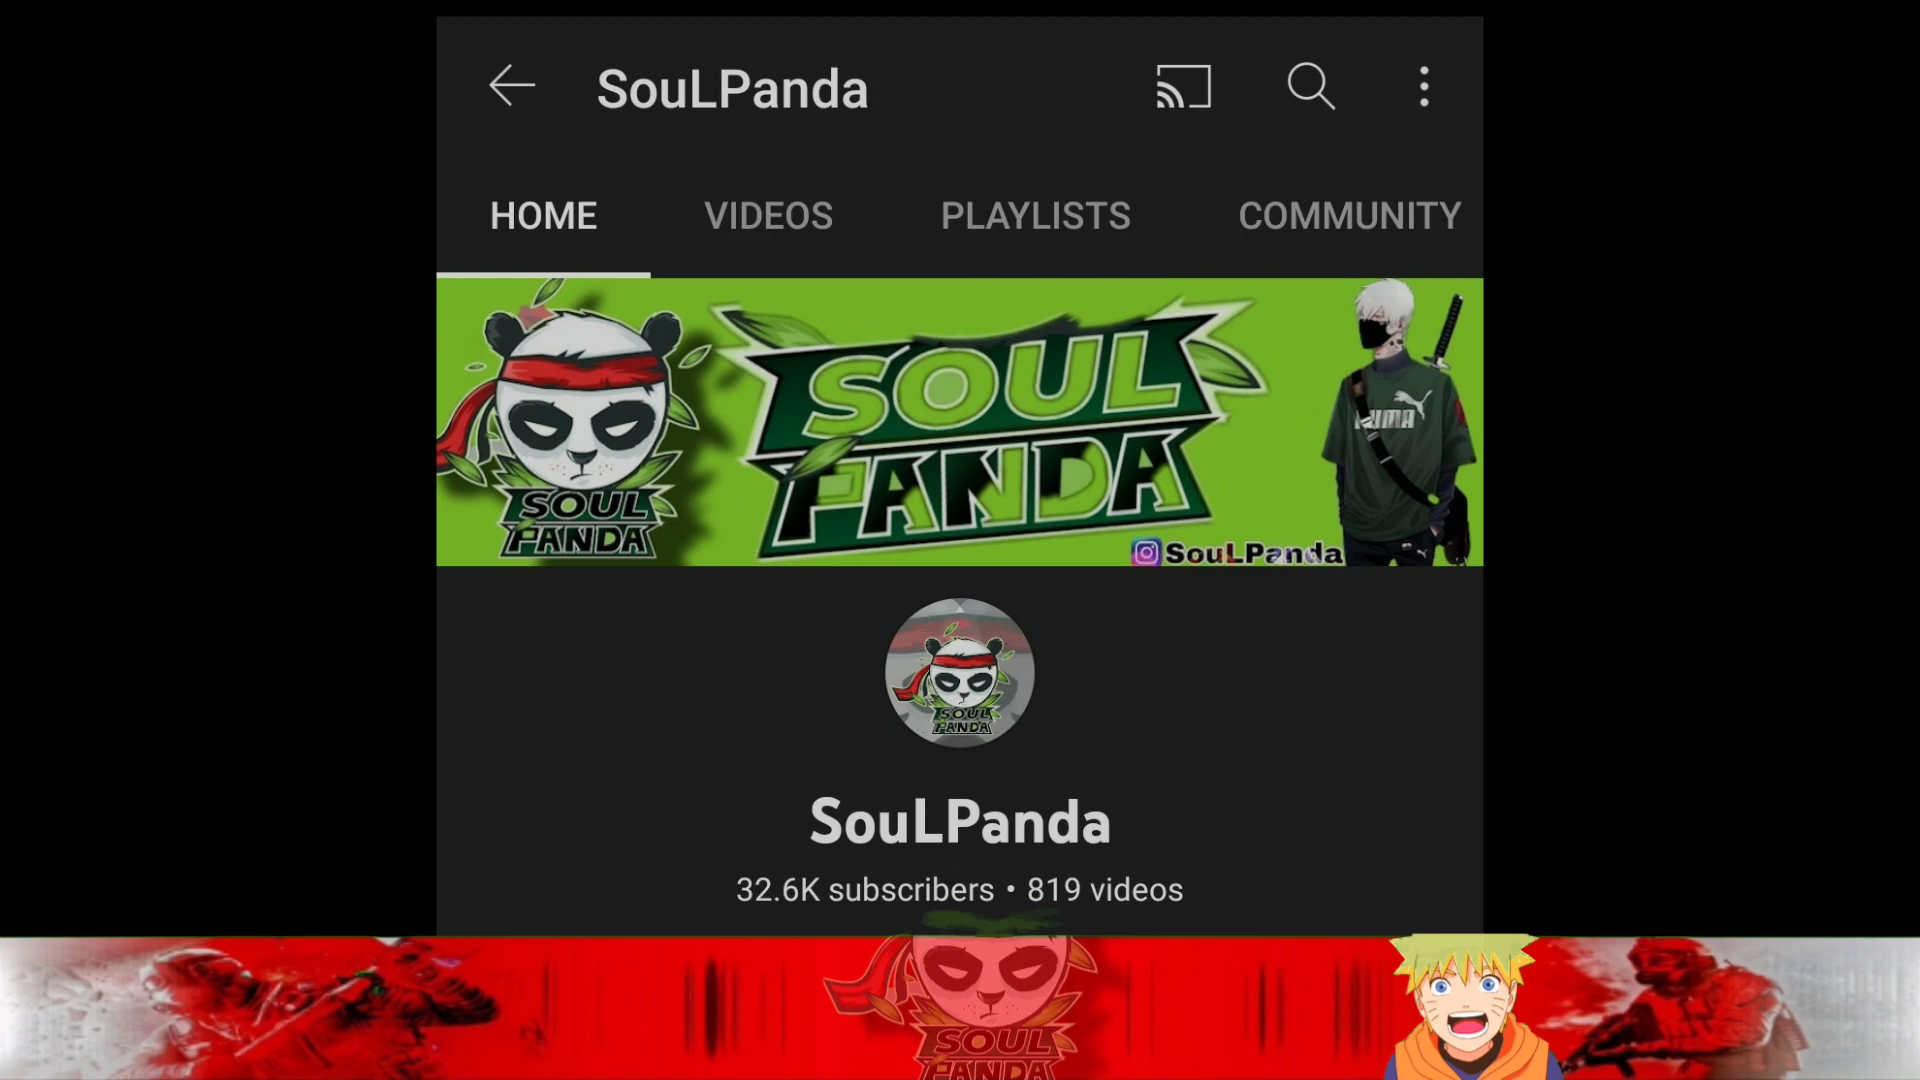 SouLPanda
HOME VIDEOS PLAYLISTS COMMUNITY
SOUL
PANDA
SOUL
PANDA
PUMA
SouLPanda
SOUL
PANDA
SouLPanda
32.6K subscribers • 819 videos
SOUL
PANDA